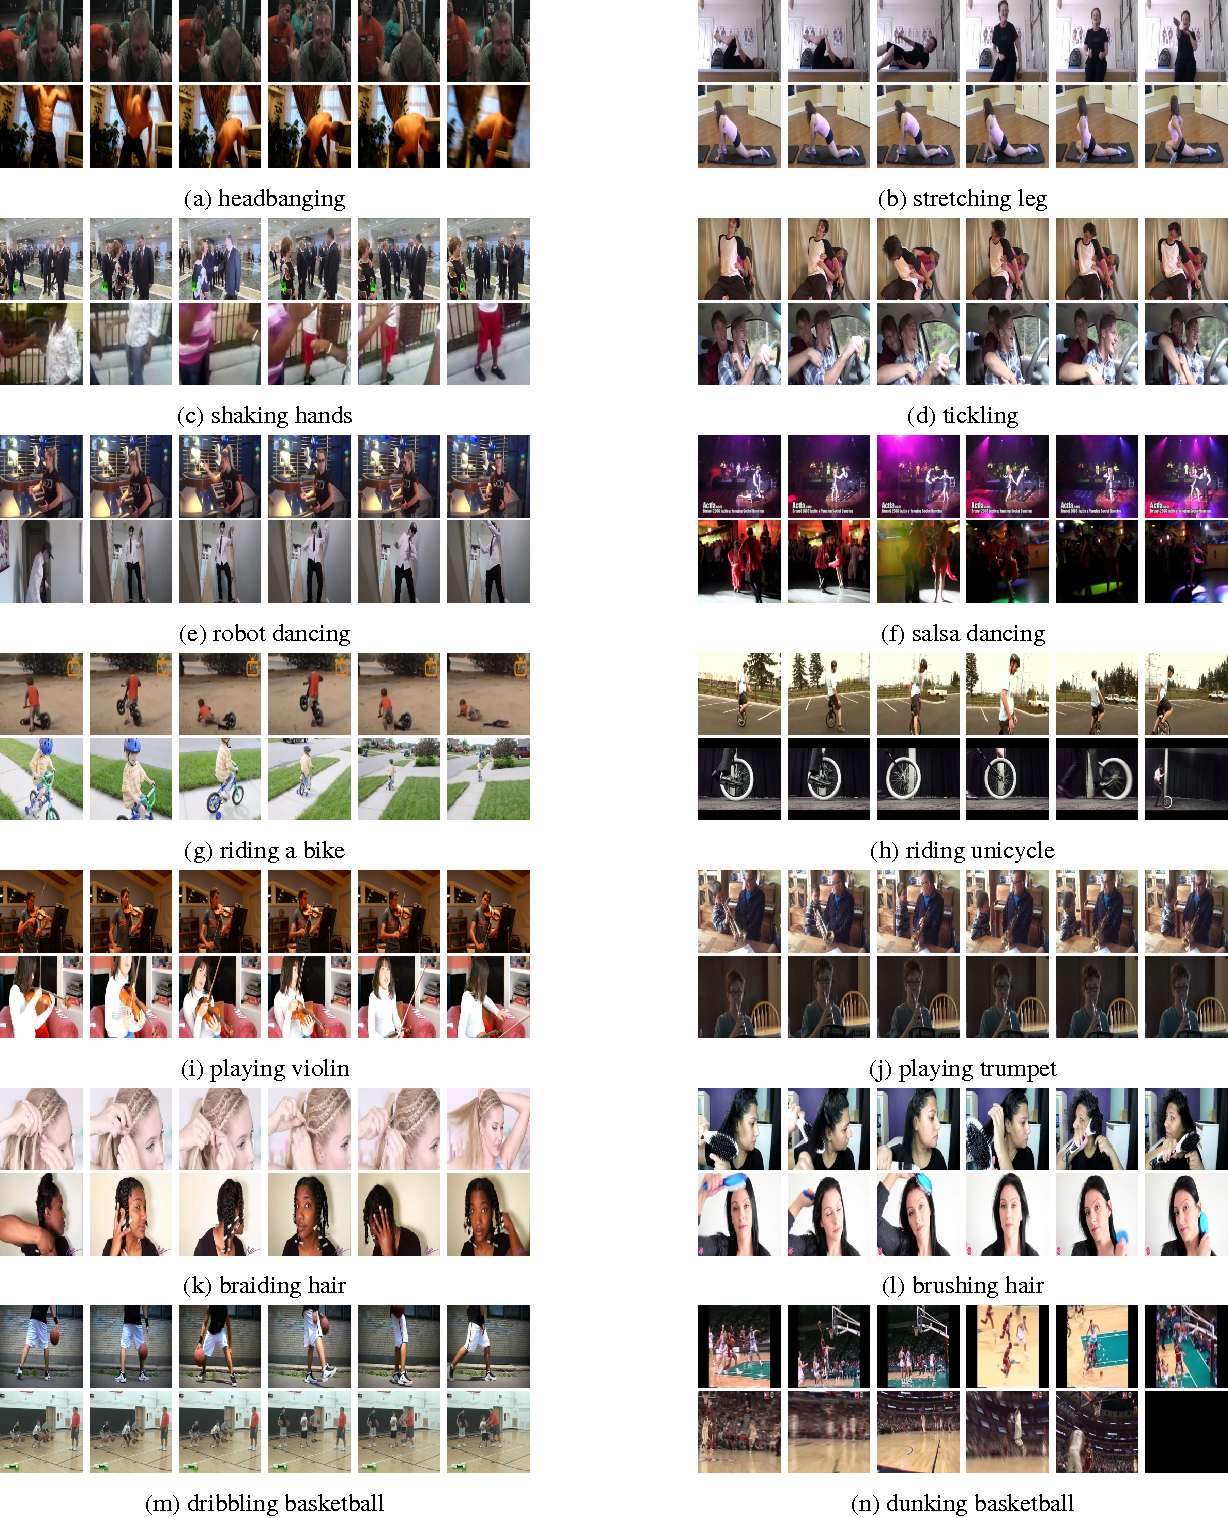 (a) headbanging
(b) stretching leg
(c) shaking hands
(d) tickling
(e) robot dancing
(f) salsa dancing
(g) riding a bike
(h) riding unicycle
(i) playing violin
(j) playing trumpet
(k) braiding hair
(l) brushing hair
(m) dribbling basketball
(n) dunking basketball